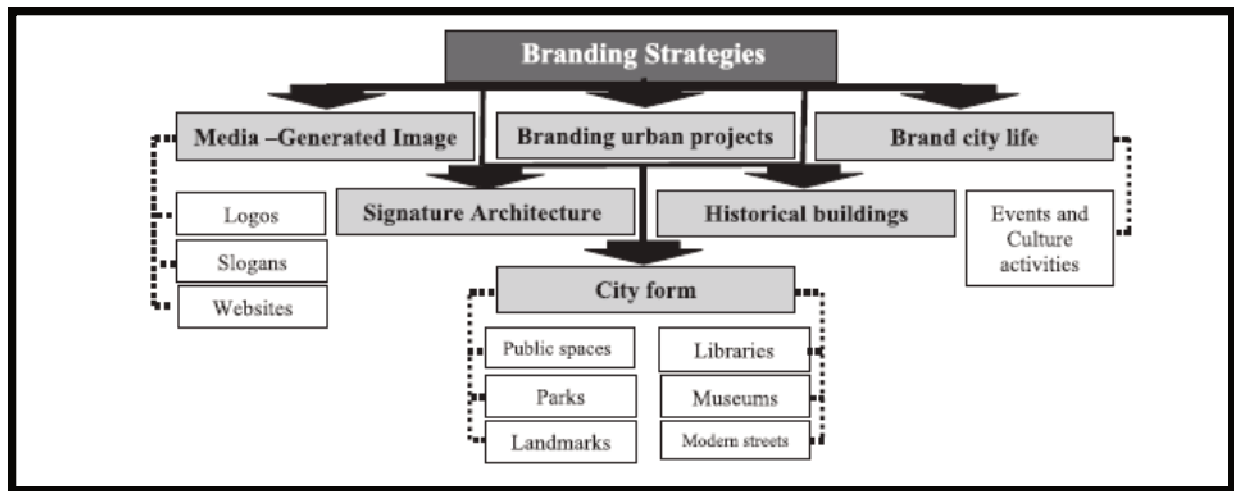 Branding Strategies
Media –Generated Image
Branding urban projects
Brand city life
Signature Architecture
Historical buildings
Logos
Slogans
Websites
Events and
Culture
activities
City form
Public spaces
Libraries
Parks
Museums
Landmarks
Modern streets